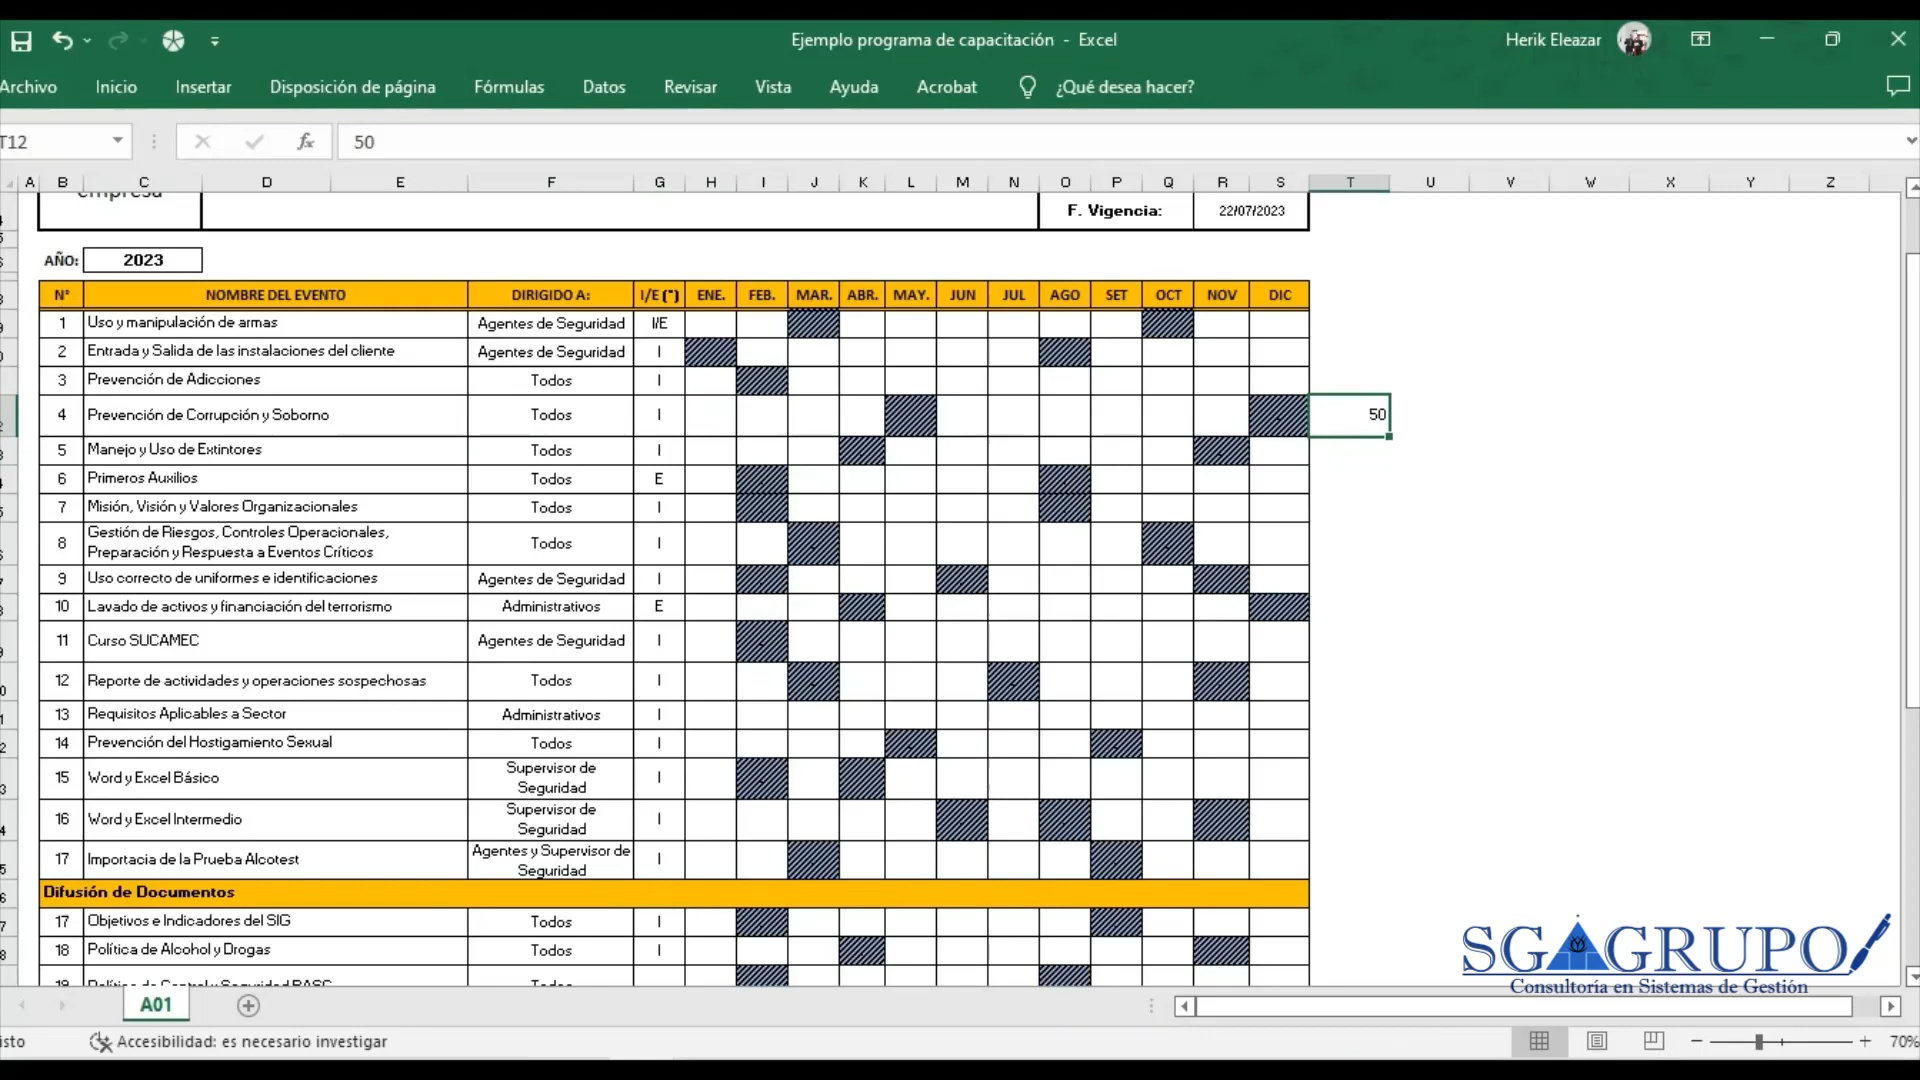 Ejemplo programa de capacitación - Excel
Herik Eleazar
Archivo Inicio Insertar Disposición de página Fórmulas Datos Revisar Vista Ayuda Acrobat ¿Qué desea hacer?
T12 fx 50
A B C D E F G H I J K L M N O P Q R S T U V W X Y Z
empresa
F. Vigencia: 22/07/2023
AÑO: 2023
N° NOMBRE DEL EVENTO DIRIGIDO A: I/E (*) ENE. FEB. MAR. ABR. MAY. JUN JUL AGO SET OCT NOV DIC
1 Uso y manipulación de armas Agentes de Seguridad I/E
2 Entrada y Salida de las instalaciones del cliente Agentes de Seguridad I
3 Prevención de Adicciones Todos I
4 Prevención de Corrupción y Soborno Todos I 50
5 Manejo y Uso de Extintores Todos I
6 Primeros Auxilios Todos E
7 Misión, Visión y Valores Organizacionales Todos I
8 Gestión de Riesgos, Controles Operacionales,
Preparación y Respuesta a Eventos Críticos Todos I
9 Uso correcto de uniformes e identificaciones Agentes de Seguridad I
10 Lavado de activos y financiación del terrorismo Administrativos E
11 Curso SUCAMEC Agentes de Seguridad I
12 Reporte de actividades y operaciones sospechosas Todos I
13 Requisitos Aplicables a Sector Administrativos I
14 Prevención del Hostigamiento Sexual Todos I
15 Word y Excel Básico Supervisor de
Seguridad I
16 Word y Excel Intermedio Supervisor de
Seguridad I
17 Importacia de la Prueba Alcotest Agentes y Supervisor de
Seguridad I
Difusión de Documentos
17 Objetivos e Indicadores del SIG Todos I
18 Política de Alcohol y Drogas Todos I
19 Política de Control y Seguridad BASC Todos
SGAGRUPO
Consultoría en Sistemas de Gestión
A01
Accesibilidad: es necesario investigar
70%